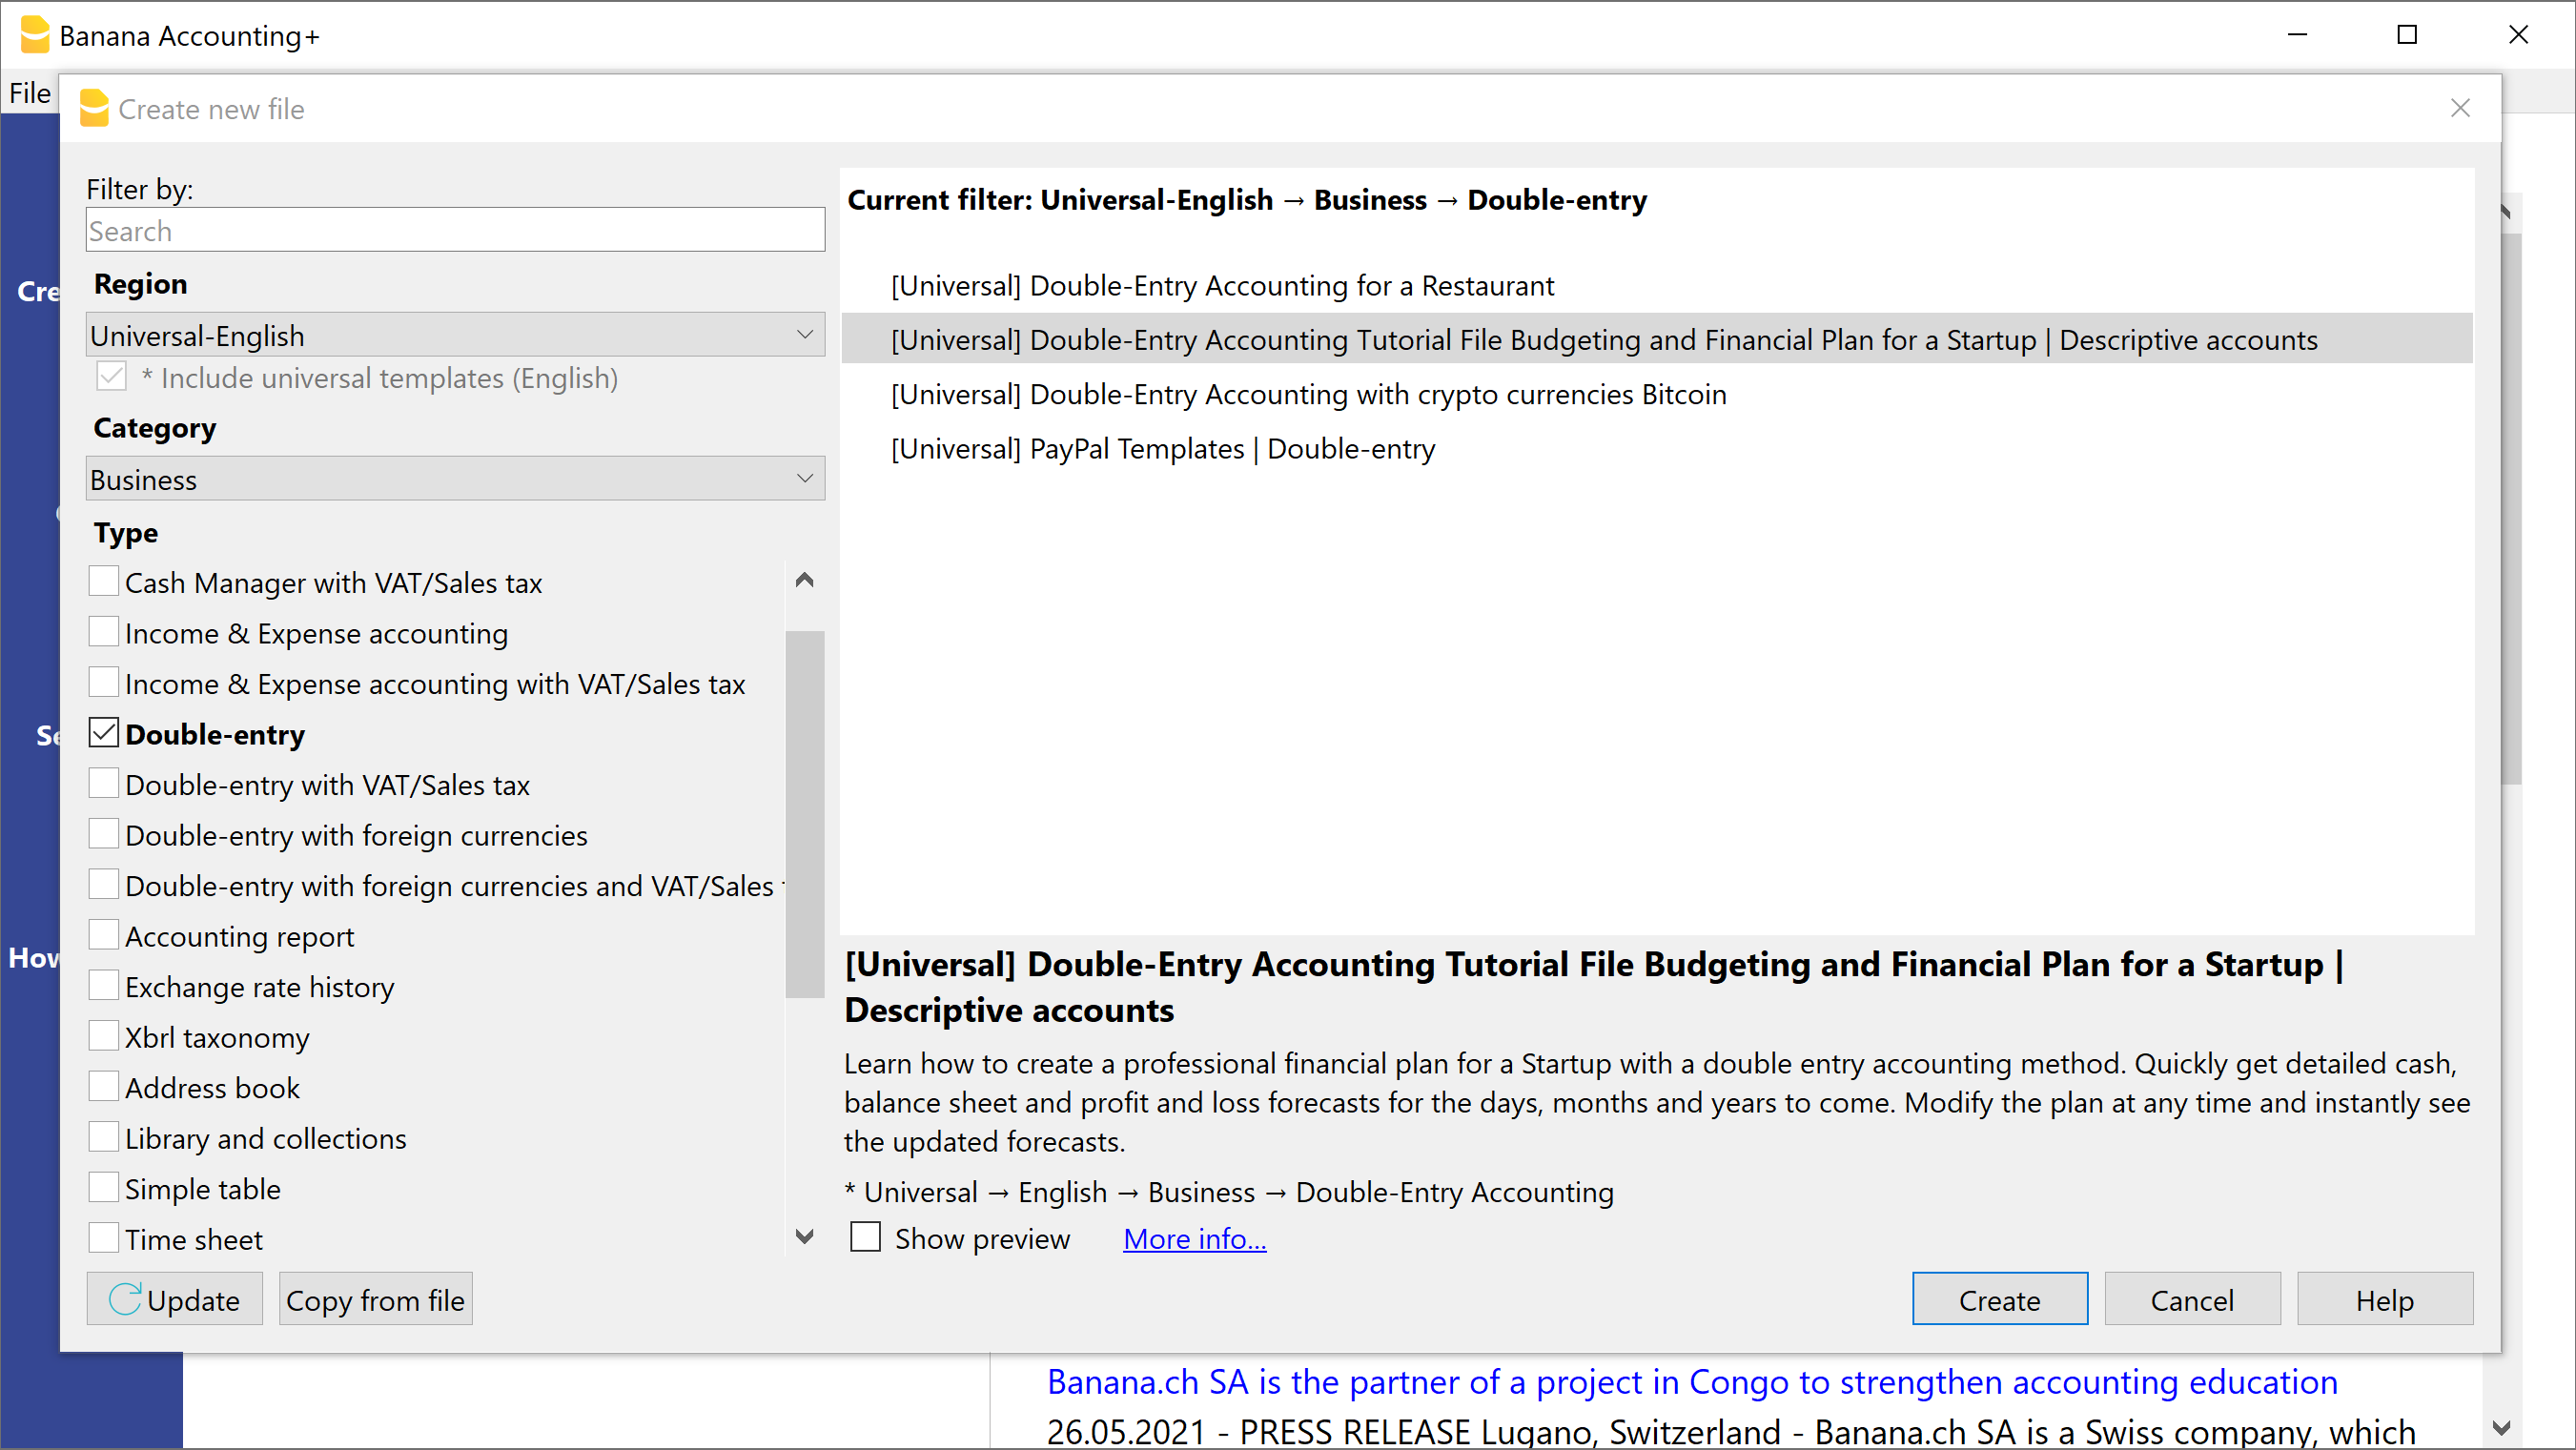 Banana Accounting+
File
Create new file
Filter by:
Search
Region
Universal-English
* Include universal templates (English)
Category
Business
Type
Cash Manager with VAT/Sales tax
Income & Expense accounting
Income & Expense accounting with VAT/Sales tax
Double-entry
Double-entry with VAT/Sales tax
Double-entry with foreign currencies
Double-entry with foreign currencies and VAT/Sales
Accounting report
Exchange rate history
Xbrl taxonomy
Address book
Library and collections
Simple table
Time sheet
Update
Copy from file
Current filter: Universal-English → Business → Double-entry
[Universal] Double-Entry Accounting for a Restaurant
[Universal] Double-Entry Accounting Tutorial File Budgeting and Financial Plan for a Startup | Descriptive accounts
[Universal] Double-Entry Accounting with crypto currencies Bitcoin
[Universal] PayPal Templates | Double-entry
[Universal] Double-Entry Accounting Tutorial File Budgeting and Financial Plan for a Startup |
Descriptive accounts
Learn how to create a professional financial plan for a Startup with a double entry accounting method. Quickly get detailed cash,
balance sheet and profit and loss forecasts for the days, months and years to come. Modify the plan at any time and instantly see
the updated forecasts.
* Universal → English → Business → Double-Entry Accounting
Show preview
More info...
Create
Cancel
Help
Cre
Se
How
Banana.ch SA is the partner of a project in Congo to strengthen accounting education
26.05.2021 - PRESS RELEASE Lugano, Switzerland - Banana.ch SA is a Swiss company, which